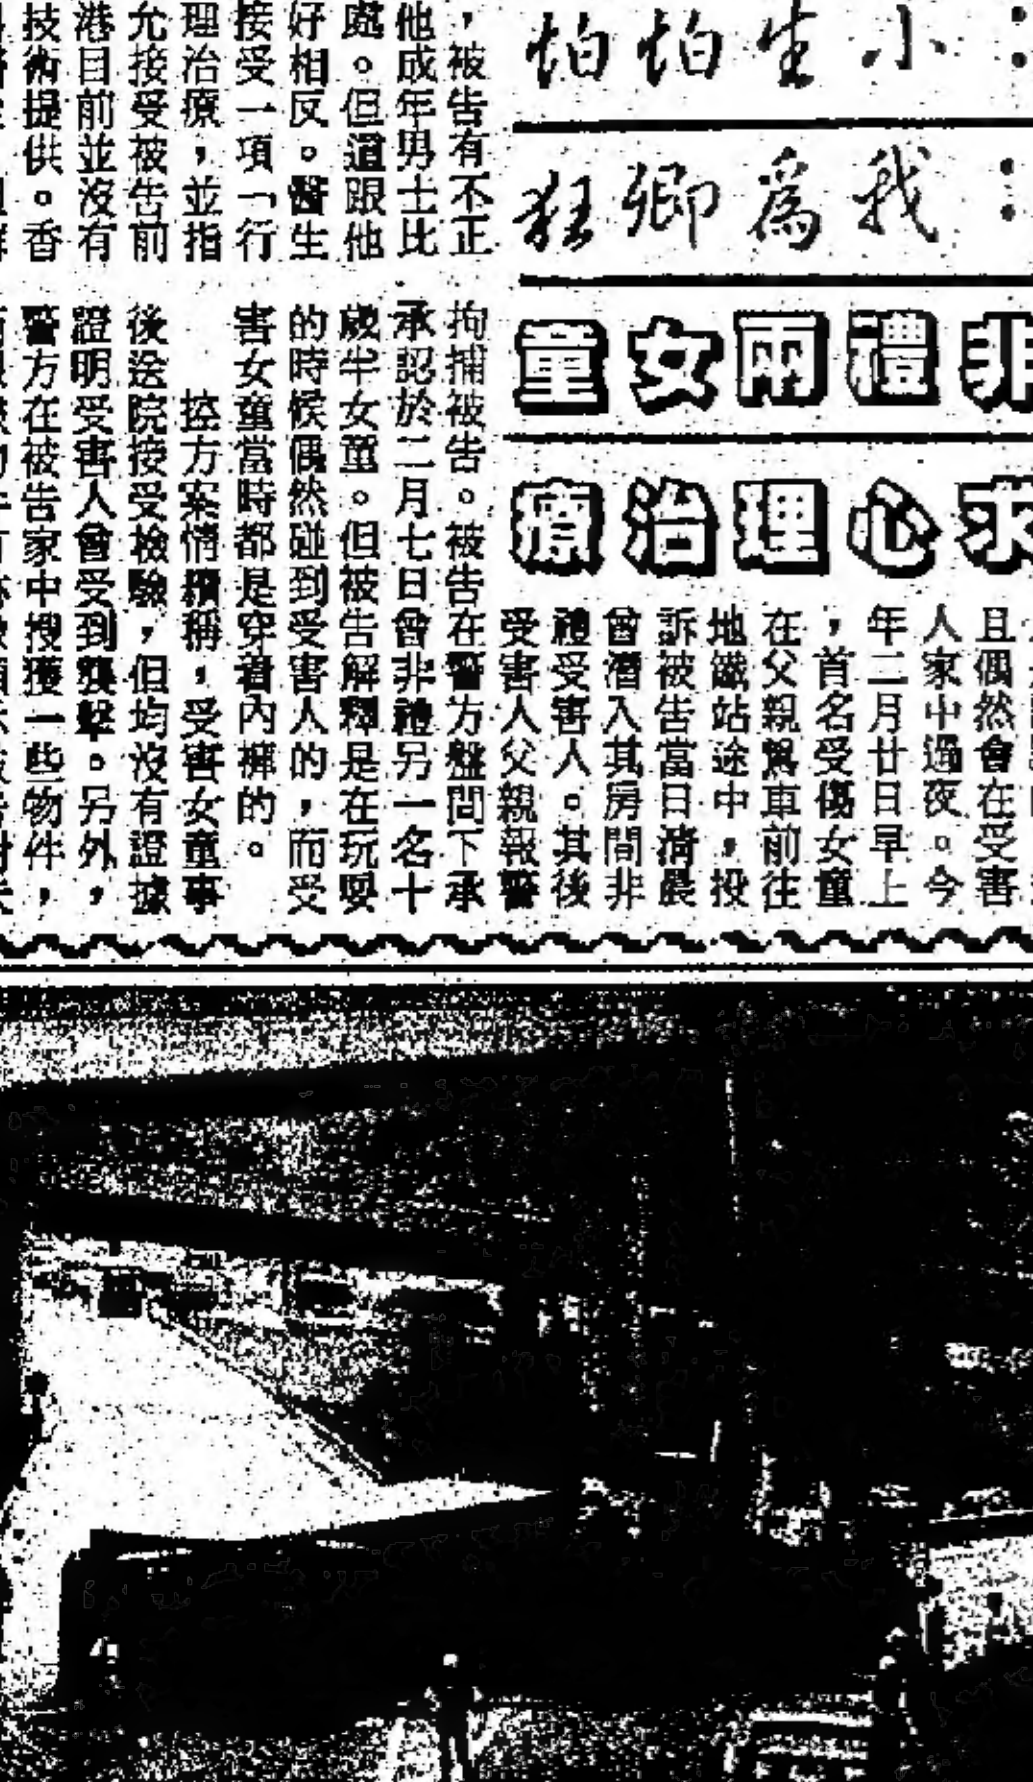 ：小生怕怕
：我為卿狂
非禮兩女童
求心理治療
且偶然會在受害
人家中過夜。今
年二月廿日早上
，首名受傷女童
在父親駕車前往
地鐵站途中，投
訴被告當日清晨
曾潛入其房間非
禮受害人。其後
受害人父親報警
拘捕被告。被告在警方盤問下承
承認於二月七日曾非禮另一名十
歲半女童。但被告解釋是在玩耍
的時候偶然碰到受害人的，而受
害女童當時都是穿着內褲的。
控方案情續稱，受害女童事
後送院接受檢驗，但均沒有證據
證明受害人曾受到襲擊。另外，
警方在被告家中搜獲一些物件，
，被告有不正
他成年男士比
處。但這跟他
好相反。醫生
接受一項「行
理治療，並指
允接受被告前
港目前並沒有
技術提供。香